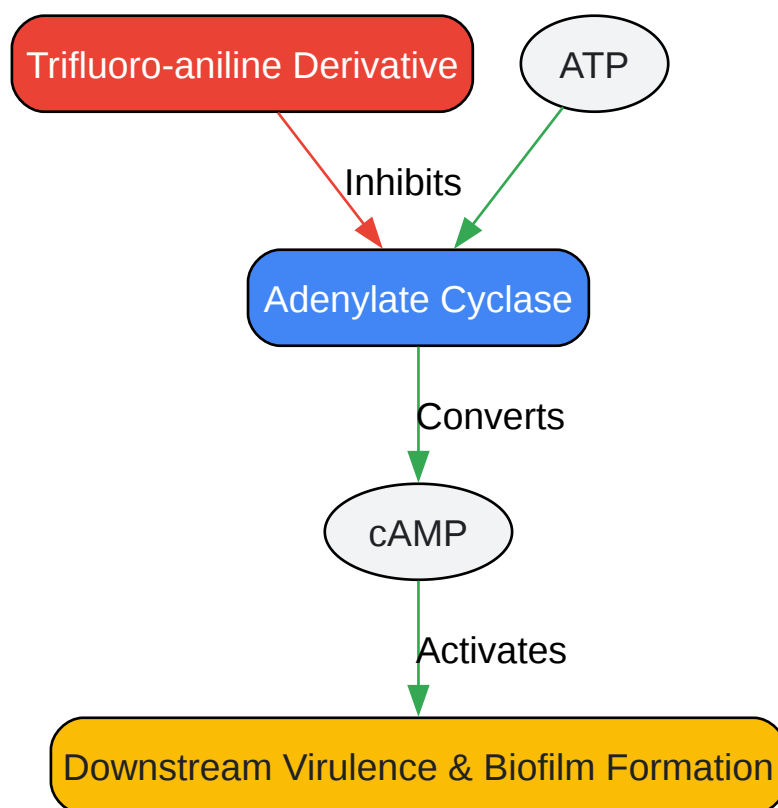 Trifluoro-aniline Derivative
ATP
Inhibits
Adenylate Cyclase
Converts
cAMP
Activates
Downstream Virulence & Biofilm Formation